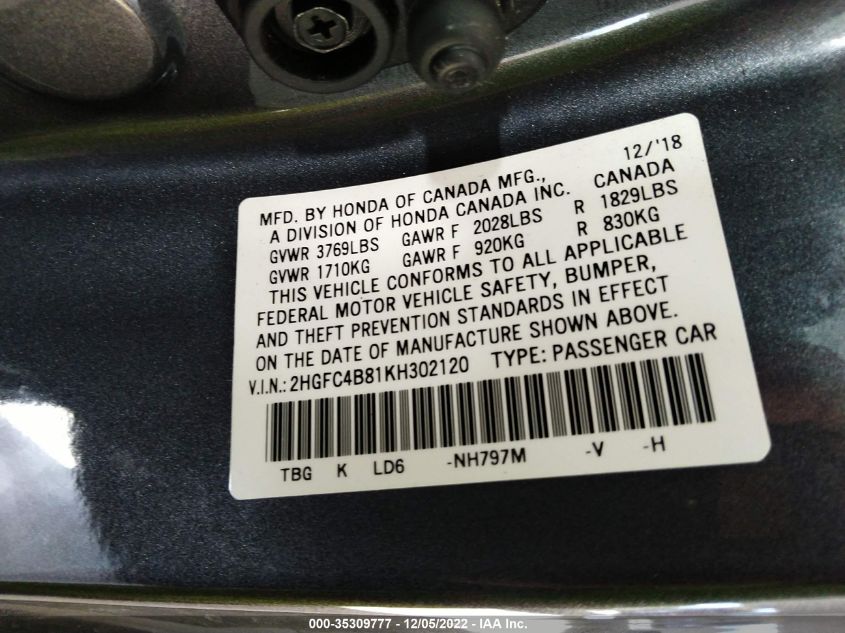 12/'18
MFD. BY HONDA OF CANADA MFG.,
A DIVISION OF HONDA CANADA INC. CANADA
GVWR 3769LBS GAWR F 2028LBS R 1829LBS
GVWR 1710KG GAWR F 920KG R 830KG
THIS VEHICLE CONFORMS TO ALL APPLICABLE
FEDERAL MOTOR VEHICLE SAFETY, BUMPER,
AND THEFT PREVENTION STANDARDS IN EFFECT
ON THE DATE OF MANUFACTURE SHOWN ABOVE.
V.I.N.: 2HGFC4B81KH302120 TYPE: PASSENGER CAR
TBG K LD6 -NH797M -V -H
000-35309777 - 12/05/2022 - IAA Inc.